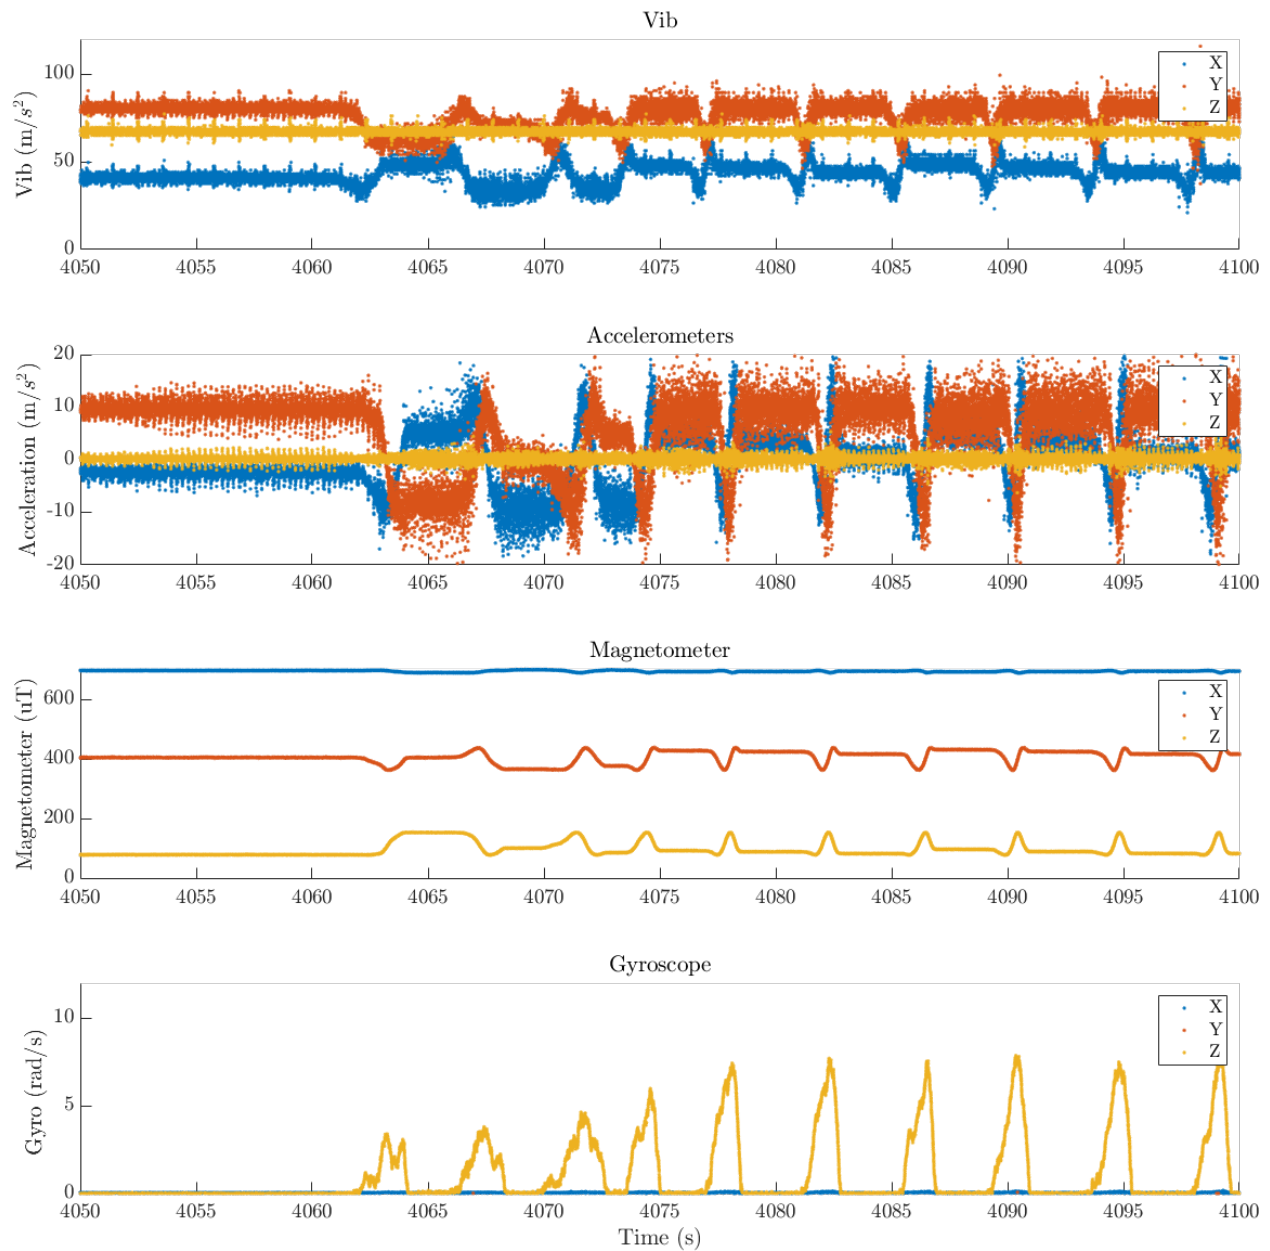 Vib
Vib (m/s²)
100
50
0
X
Y
Z
4050 4055 4060 4065 4070 4075 4080 4085 4090 4095 4100
Accelerometers
Acceleration (m/s²)
20
10
0
-10
-20
X
Y
Z
4050 4055 4060 4065 4070 4075 4080 4085 4090 4095 4100
Magnetometer
Magnetometer (uT)
600
400
200
0
X
Y
Z
4050 4055 4060 4065 4070 4075 4080 4085 4090 4095 4100
Gyroscope
Gyro (rad/s)
10
5
0
X
Y
Z
4050 4055 4060 4065 4070 4075 4080 4085 4090 4095 4100
Time (s)